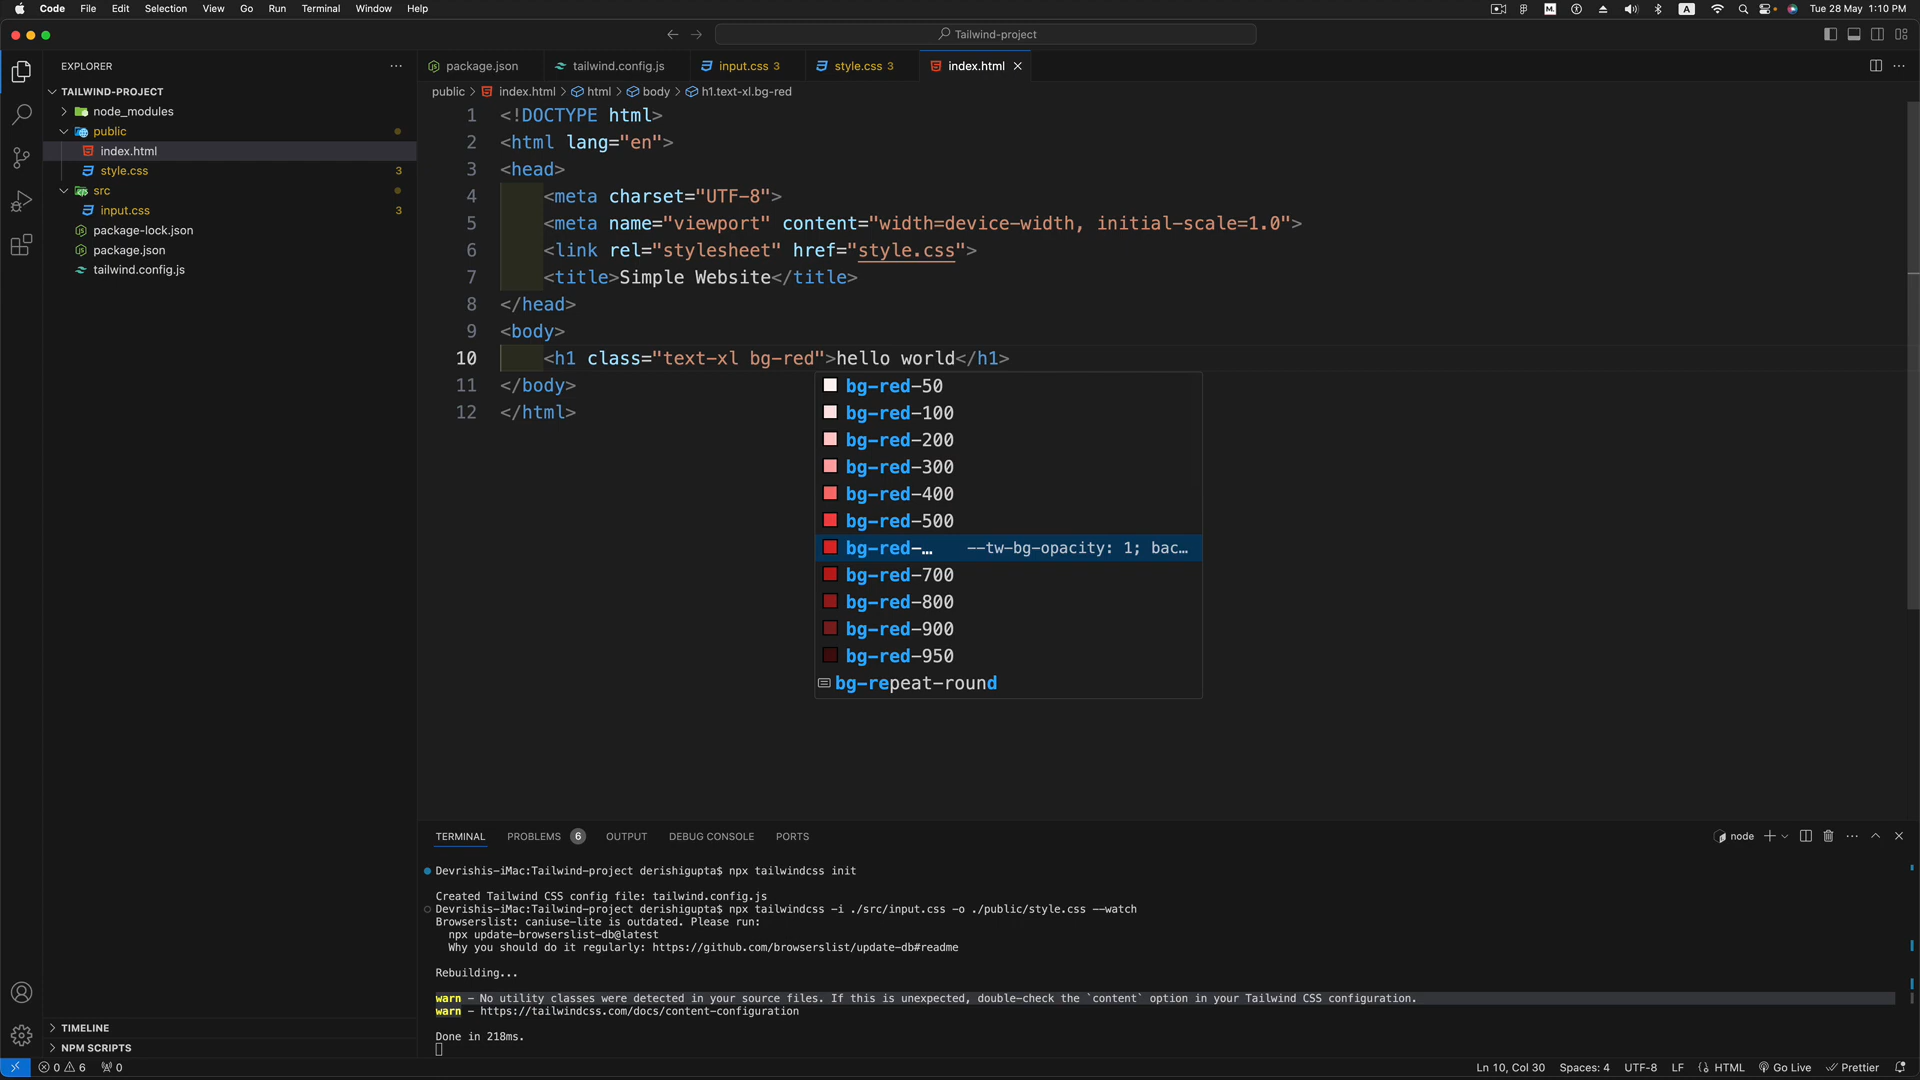 Code File Edit Selection View Go Run Terminal Window Help
A
Tue 28 May 1:10 PM
Tailwind-project
EXPLORER
package.json
tailwind.config.js
input.css 3
style.css 3
index.html
TAILWIND-PROJECT
node_modules
public
index.html
style.css 3
src
input.css 3
package-lock.json
package.json
tailwind.config.js
public > index.html > html > body > h1.text-xl.bg-red
1 <!DOCTYPE html>
2 <html lang="en">
3 <head>
4 <meta charset="UTF-8">
5 <meta name="viewport" content="width=device-width, initial-scale=1.0">
6 <link rel="stylesheet" href="style.css">
7 <title>Simple Website</title>
8 </head>
9 <body>
10 <h1 class="text-xl bg-red">hello world</h1>
11 </body>
12 </html>
bg-red-50
bg-red-100
bg-red-200
bg-red-300
bg-red-400
bg-red-500
bg-red-… --tw-bg-opacity: 1; bac…
bg-red-700
bg-red-800
bg-red-900
bg-red-950
bg-repeat-round
TERMINAL PROBLEMS 6 OUTPUT DEBUG CONSOLE PORTS
node
Devrishis-iMac:Tailwind-project derishigupta$ npx tailwindcss init
Created Tailwind CSS config file: tailwind.config.js
Devrishis-iMac:Tailwind-project derishigupta$ npx tailwindcss -i ./src/input.css -o ./public/style.css --watch
Browserslist: caniuse-lite is outdated. Please run:
npx update-browserslist-db@latest
Why you should do it regularly: https://github.com/browserslist/update-db#readme
Rebuilding...
warn - No utility classes were detected in your source files. If this is unexpected, double-check the `content` option in your Tailwind CSS configuration.
warn - https://tailwindcss.com/docs/content-configuration
Done in 218ms.
TIMELINE
NPM SCRIPTS
0 6 0
Ln 10, Col 30 Spaces: 4 UTF-8 LF HTML Go Live Prettier